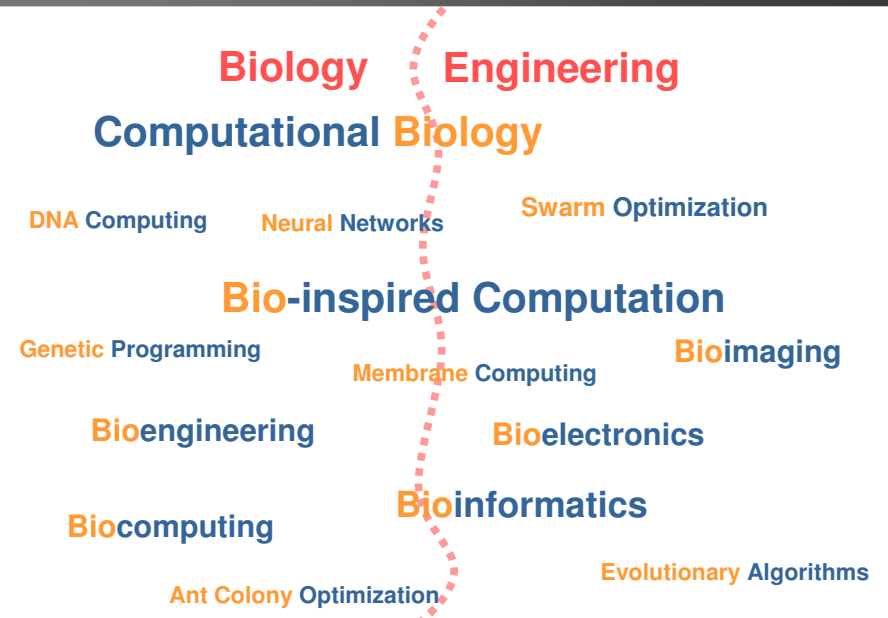 Biology Engineering
Computational Biology
DNA Computing Neural Networks Swarm Optimization
Bio-inspired Computation
Genetic Programming Membrane Computing Bioimaging
Bioengineering Bioelectronics
Biocomputing Bioinformatics
Ant Colony Optimization Evolutionary Algorithms